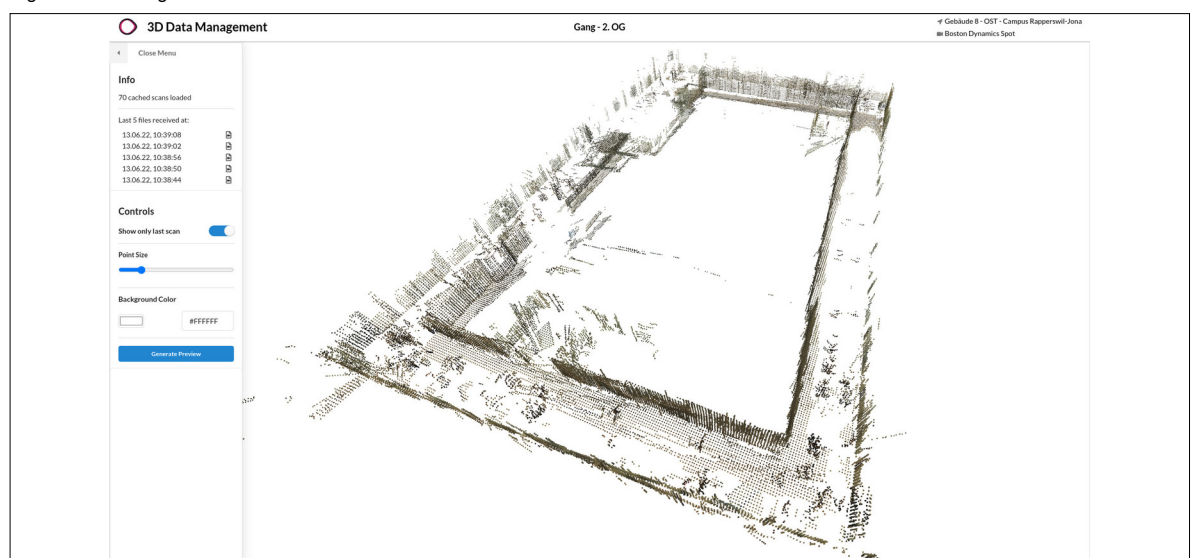 3D Data Management
Gang - 2. OG
Gebäude 8 - OST - Campus Rapperswil-Jona
Boston Dynamics Spot
Close Menu
Info
70 cached scans loaded
Last 5 files received at:
13.06.22, 10:39:08
13.06.22, 10:39:02
13.06.22, 10:38:56
13.06.22, 10:38:50
13.06.22, 10:38:44
Controls
Show only last scan
Point Size
Background Color
#FFFFFF
Generate Preview